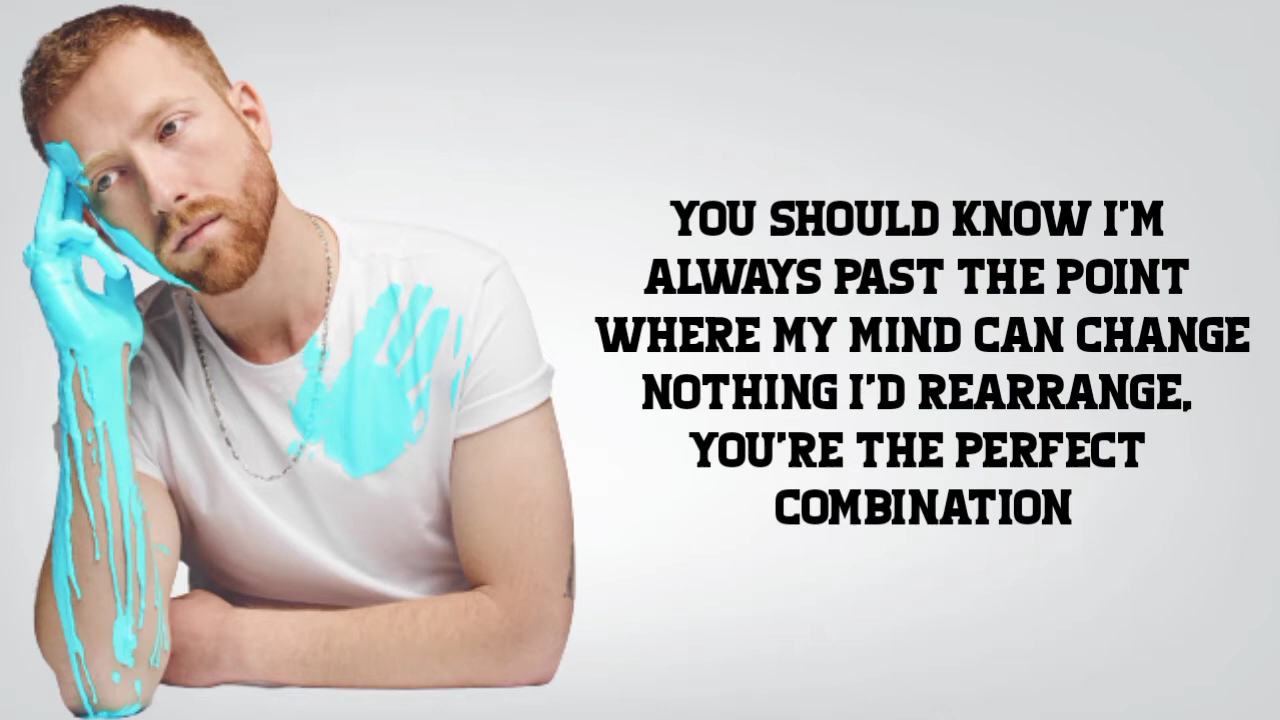 YOU SHOULD KNOW I'M
ALWAYS PAST THE POINT
WHERE MY MIND CAN CHANGE
NOTHING I'D REARRANGE,
YOU'RE THE PERFECT
COMBINATION